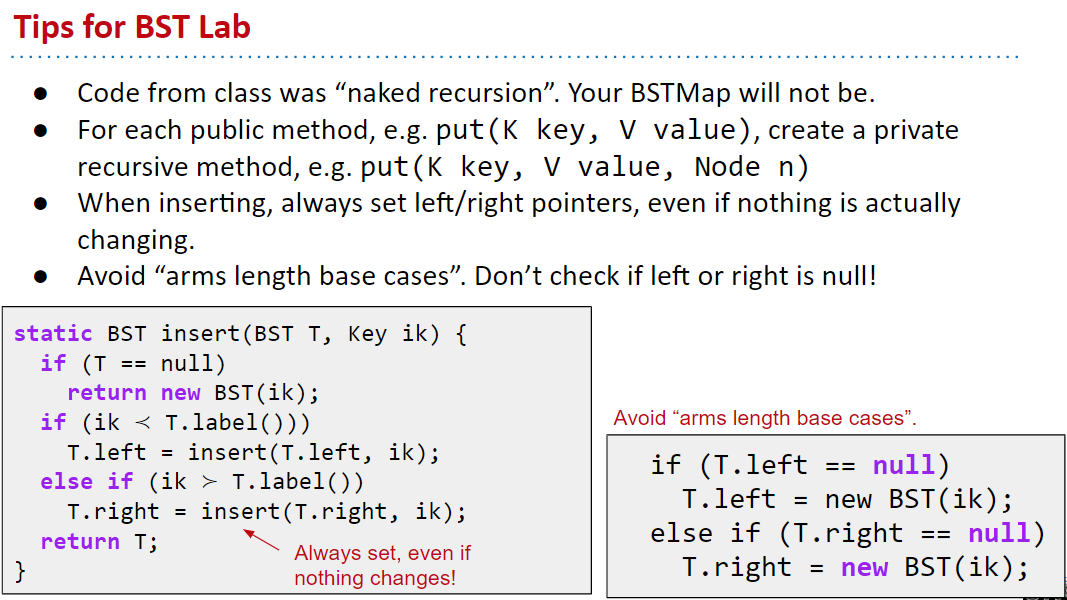 Tips for BST Lab
● Code from class was “naked recursion”. Your BSTMap will not be.
● For each public method, e.g. put(K key, V value), create a private
recursive method, e.g. put(K key, V value, Node n)
● When inserting, always set left/right pointers, even if nothing is actually
changing.
● Avoid “arms length base cases”. Don’t check if left or right is null!
static BST insert(BST T, Key ik) {
if (T == null)
return new BST(ik);
if (ik ≺ T.label()))
T.left = insert(T.left, ik);
else if (ik ≻ T.label())
T.right = insert(T.right, ik);
return T;
}
Always set, even if
nothing changes!
Avoid “arms length base cases”.
if (T.left == null)
T.left = new BST(ik);
else if (T.right == null)
T.right = new BST(ik);